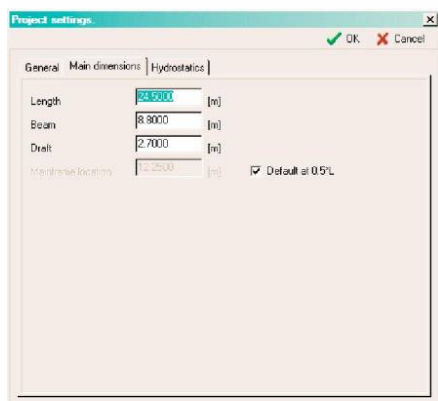 Project settings.
OK Cancel
General Main dimensions Hydrostatics
Length 24.5000 [m]
Beam 8.8000 [m]
Draft 2.7000 [m]
Mainframe location 12.2500 [m] Default at 0.5*L